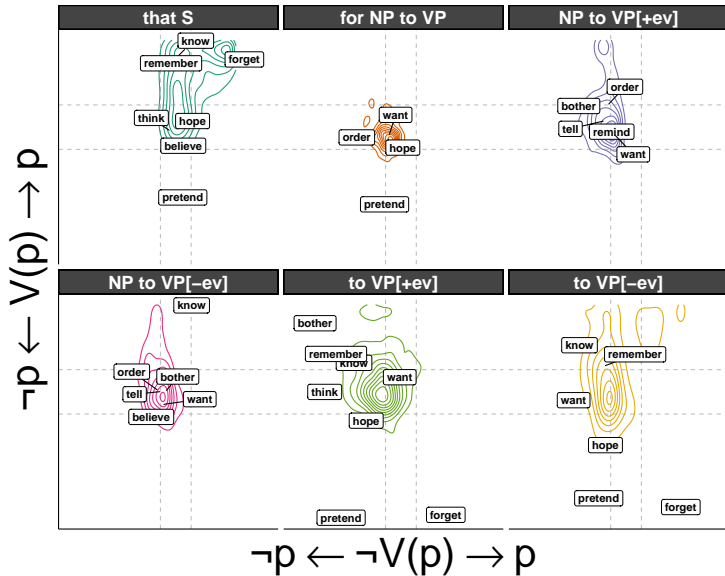 that S
for NP to VP
NP to VP[+ev]
know
remember
forget
think
hope
believe
pretend
want
order
hope
pretend
order
bother
tell
remind
want
NP to VP[−ev]
to VP[+ev]
to VP[−ev]
know
order
bother
tell
want
believe
bother
remember
know
want
think
hope
pretend
forget
know
remember
want
hope
pretend
forget
¬p ← V(p) → p
¬p ← ¬V(p) → p